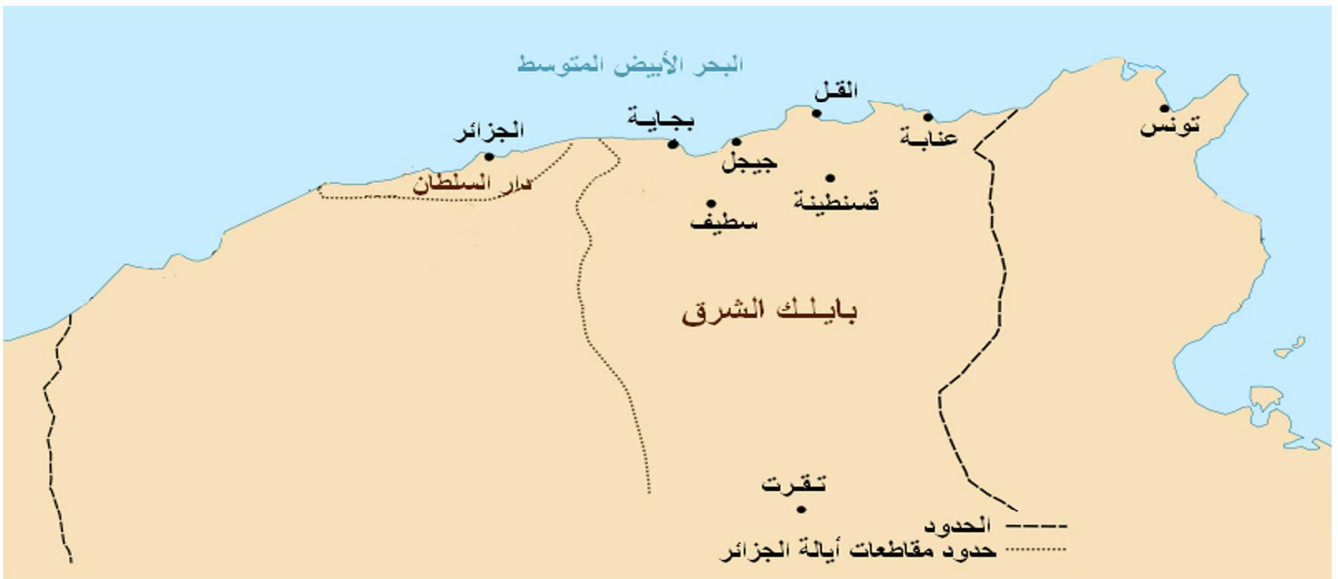 البحر الأبيض المتوسط
القل
تونس
عنابة
بجاية
جيجل
الجزائر
دار السلطان
قسنطينة
سطيف
بايلك الشرق
تقرت
الحدود
حدود مقاطعات أيالة الجزائر